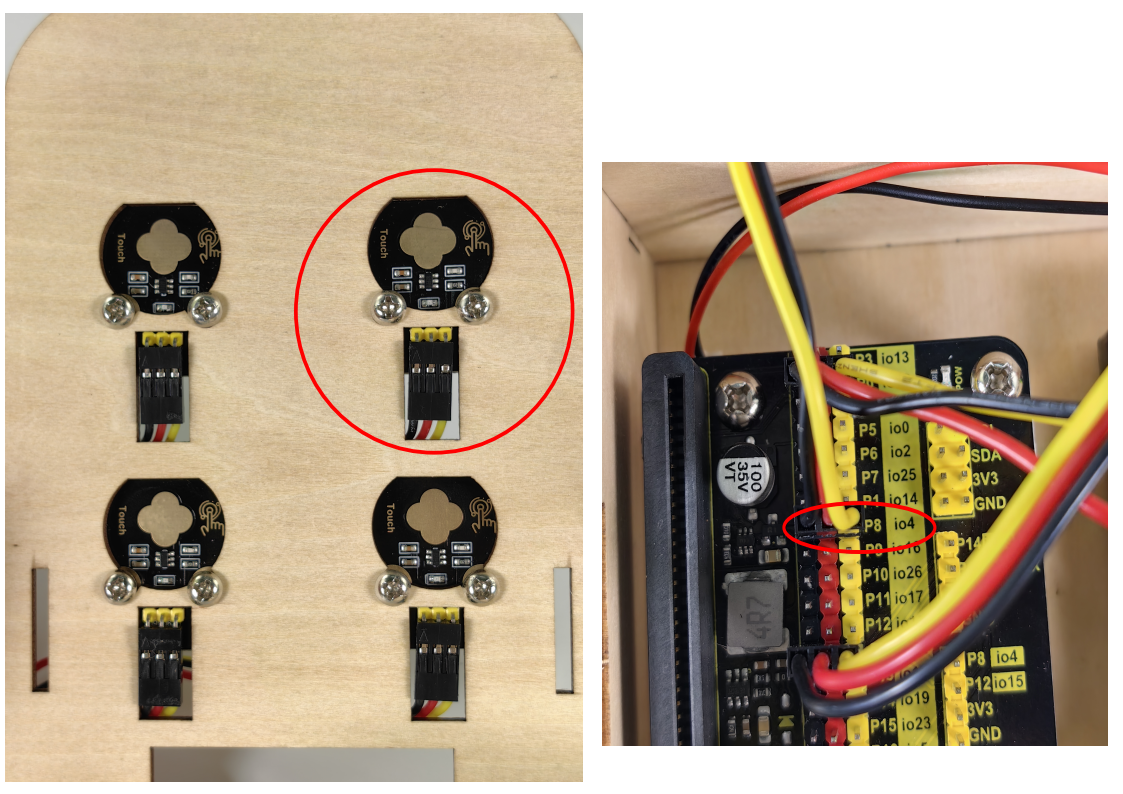 Touch
Touch
Touch
Touch
P3 io13
P5 io0
P6 io2
P7 io25
P1 io14
P8 io4
P9 io16
P10 io26
P11 io17
P12
io19
P15 io23
POW
SDA
3V3
GND
P8 io4
P12 io15
3V3
GND
100
35V
VT
4R7